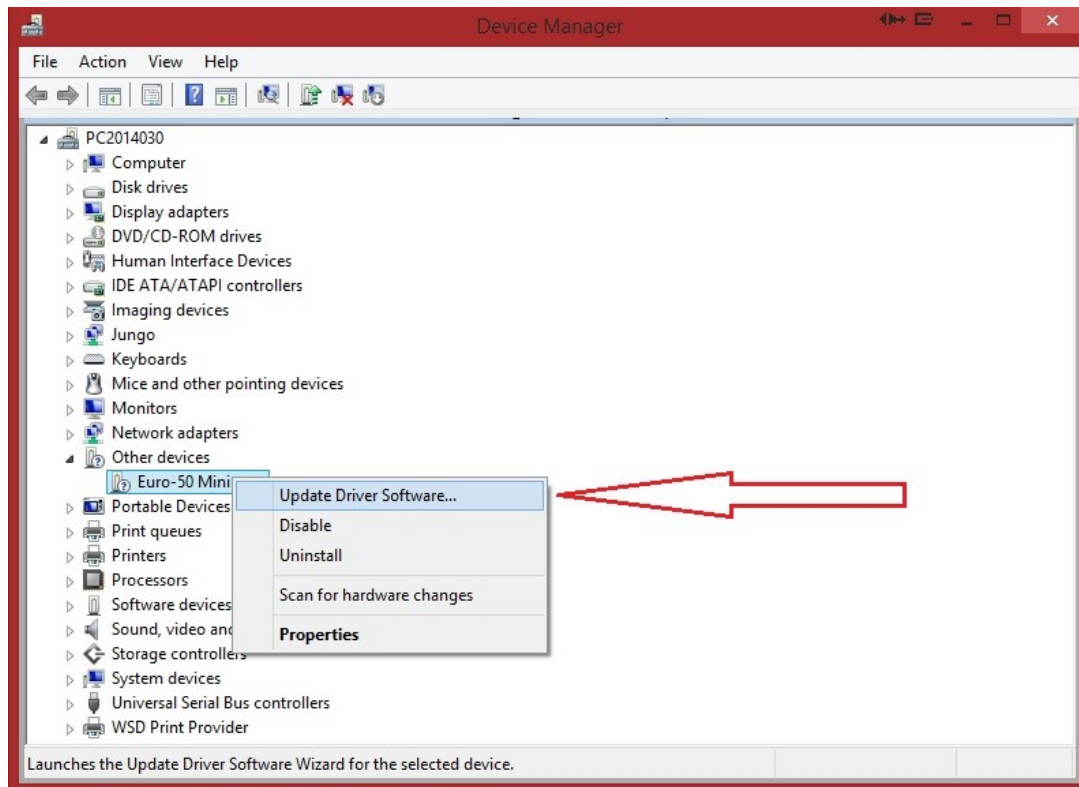 Device Manager
File Action View Help
PC2014030
Computer
Disk drives
Display adapters
DVD/CD-ROM drives
Human Interface Devices
IDE ATA/ATAPI controllers
Imaging devices
Jungo
Keyboards
Mice and other pointing devices
Monitors
Network adapters
Other devices
Euro-50 Mini
Update Driver Software...
Portable Devices
Disable
Print queues
Uninstall
Printers
Processors
Scan for hardware changes
Software devices
Sound, video and
Properties
Storage controllers
System devices
Universal Serial Bus controllers
WSD Print Provider
Launches the Update Driver Software Wizard for the selected device.